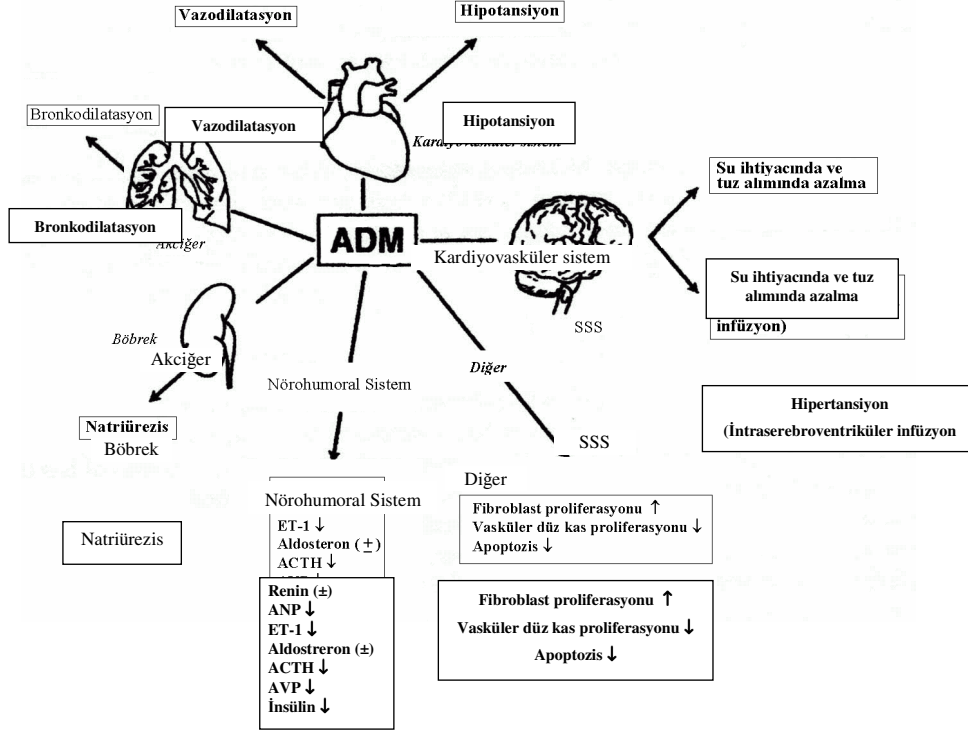 Vazodilatasyon
Hipotansiyon
Bronkodilatasyon
Vazodilatasyon
Hipotansiyon
Kardiyovasküler sistem
Su ihtiyacında ve
tuz alımında azalma
Bronkodilatasyon
Akciğer
ADM
Kardiyovasküler sistem
Su ihtiyacında ve tuz
alımında azalma
infüzyon)
SSS
Böbrek
Akciğer
Diğer
Nörohumoral Sistem
Natriürezis
Böbrek
Hipertansiyon
(İntraserebroventriküler infüzyon
SSS
Diğer
Nörohumoral Sistem
ET-1 ↓
Aldosteron ( ± )
ACTH ↓
Fibroblast proliferasyonu ↑
Vasküler düz kas proliferasyonu ↓
Apoptozis ↓
Natriürezis
Renin (±)
ANP ↓
ET-1 ↓
Aldostreron (±)
ACTH ↓
AVP ↓
İnsülin ↓
Fibroblast proliferasyonu ↑
Vasküler düz kas proliferasyonu ↓
Apoptozis ↓